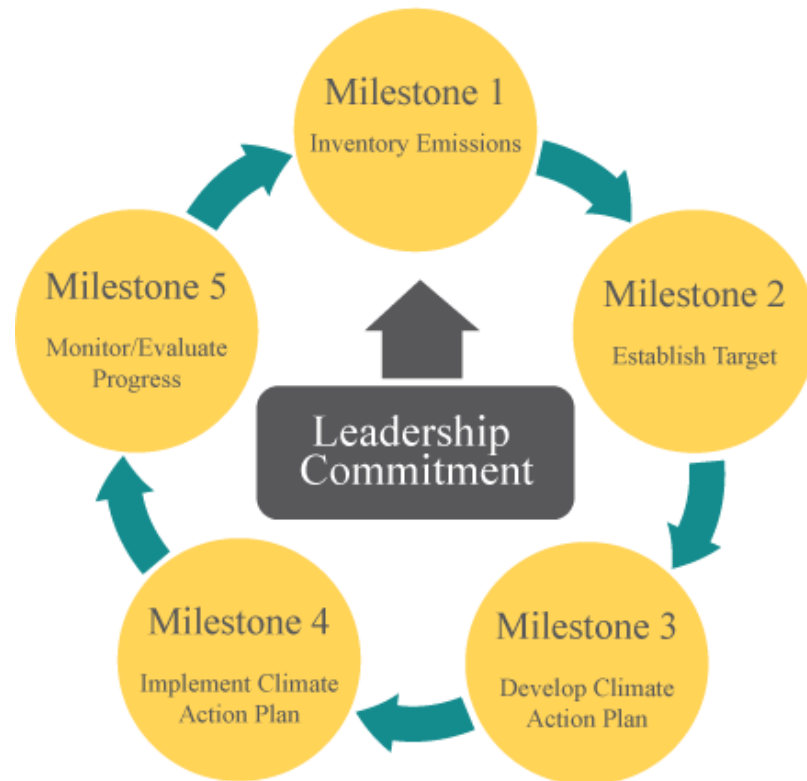 Milestone 1
Inventory Emissions
Milestone 2
Establish Target
Milestone 3
Develop Climate
Action Plan
Milestone 4
Implement Climate
Action Plan
Milestone 5
Monitor/Evaluate
Progress
Leadership
Commitment